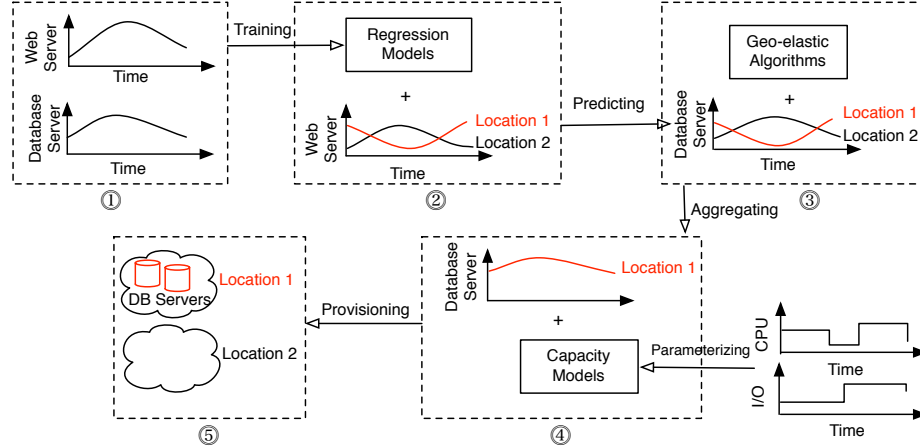 Web
Server
Time
Database
Server
Time
①
Training
Regression
Models
+
Web
Server
Location 1
Location 2
Time
②
Predicting
Geo-elastic
Algorithms
+
Database
Server
Location 1
Location 2
Time
③
Aggregating
Database
Server
Location 1
Time
+
Capacity
Models
④
Parameterizing
CPU
Time
I/O
Time
Provisioning
Location 1
DB Servers
Location 2
⑤